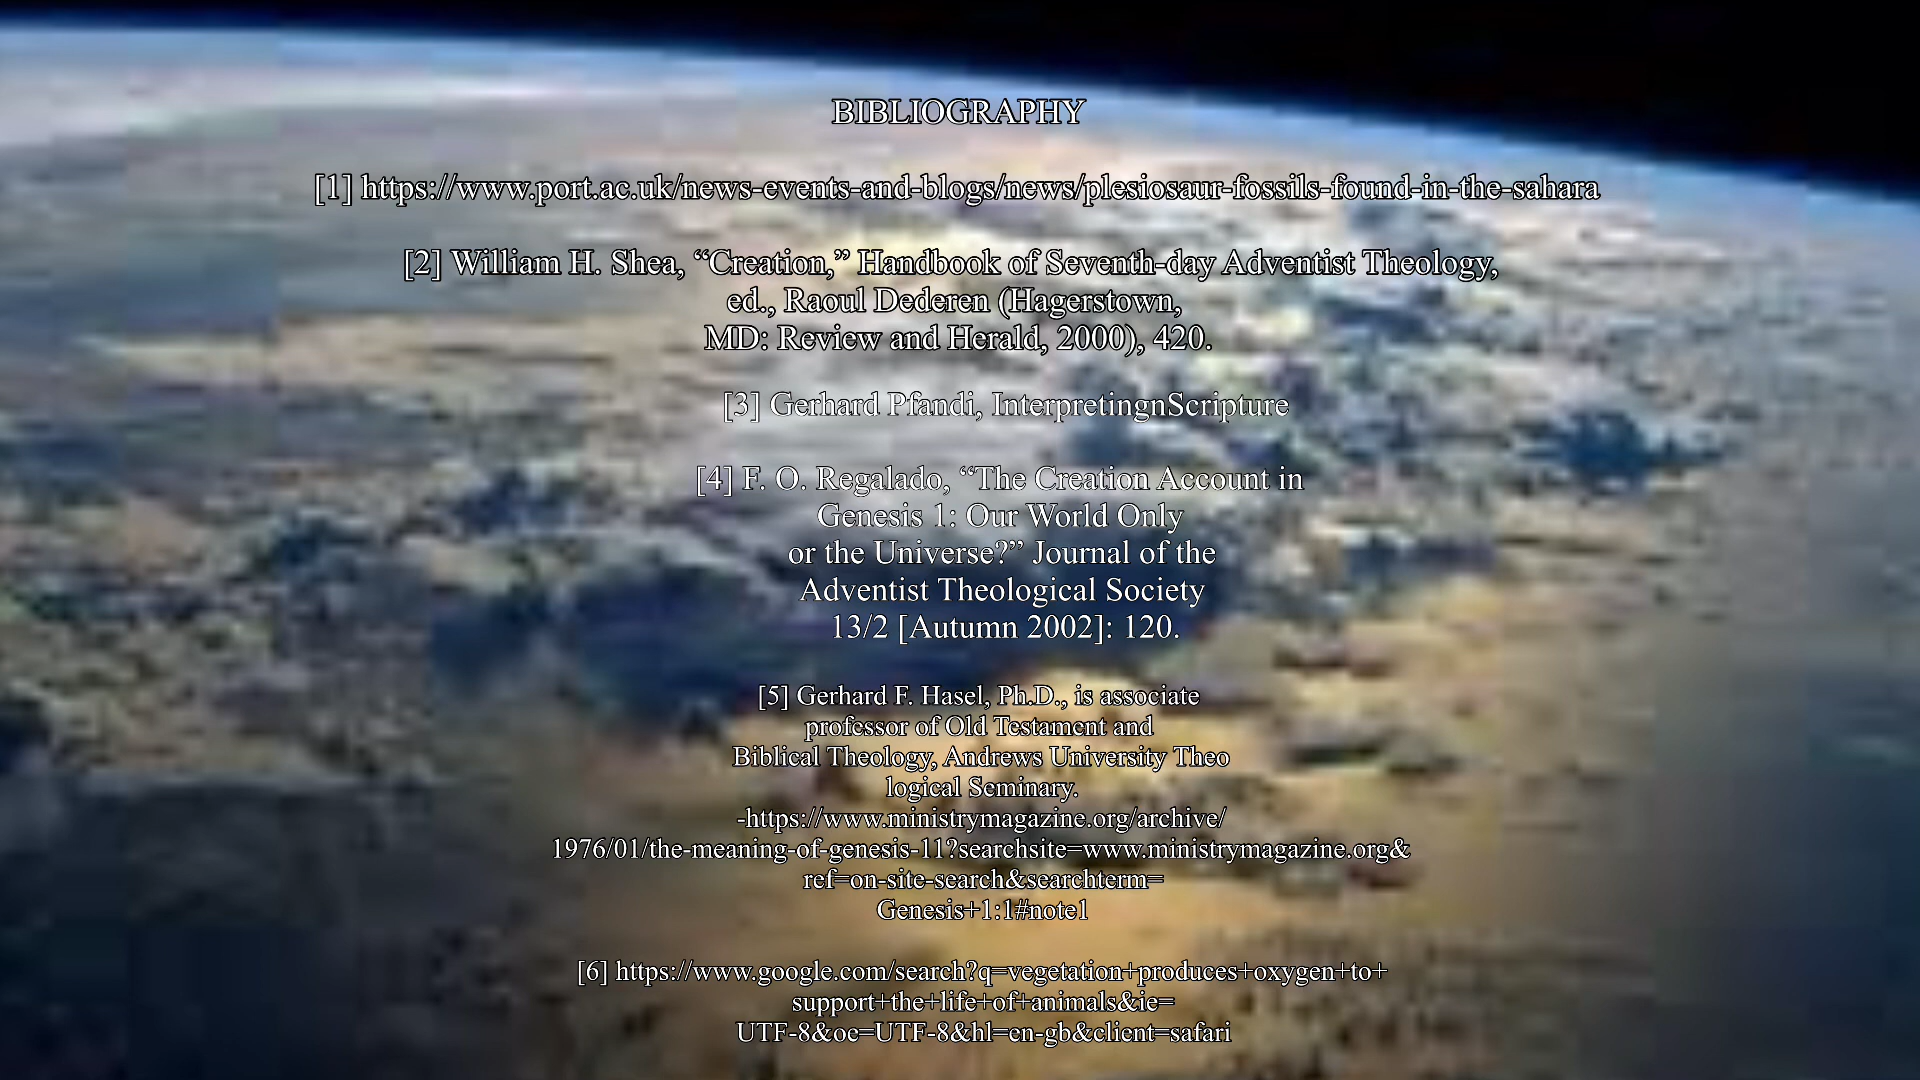 BIBLIOGRAPHY
[1] https://www.port.ac.uk/news-events-and-blogs/news/plesiosaur-fossils-found-in-the-sahara
[2] William H. Shea, “Creation,” Handbook of Seventh-day Adventist Theology,
ed., Raoul Dederen (Hagerstown,
MD: Review and Herald, 2000), 420.
[3] Gerhard Pfandi, InterpretingnScripture
[4] F. O. Regalado, “The Creation Account in
Genesis 1: Our World Only
or the Universe?” Journal of the
Adventist Theological Society
13/2 [Autumn 2002]: 120.
[5] Gerhard F. Hasel, Ph.D., is associate
professor of Old Testament and
Biblical Theology, Andrews University Theo
logical Seminary.
-https://www.ministrymagazine.org/archive/
1976/01/the-meaning-of-genesis-11?searchsite=www.ministrymagazine.org&
ref=on-site-search&searchterm=
Genesis+1:1#note1
[6] https://www.google.com/search?q=vegetation+produces+oxygen+to+
support+the+life+of+animals&ie=
UTF-8&oe=UTF-8&hl=en-gb&client=safari